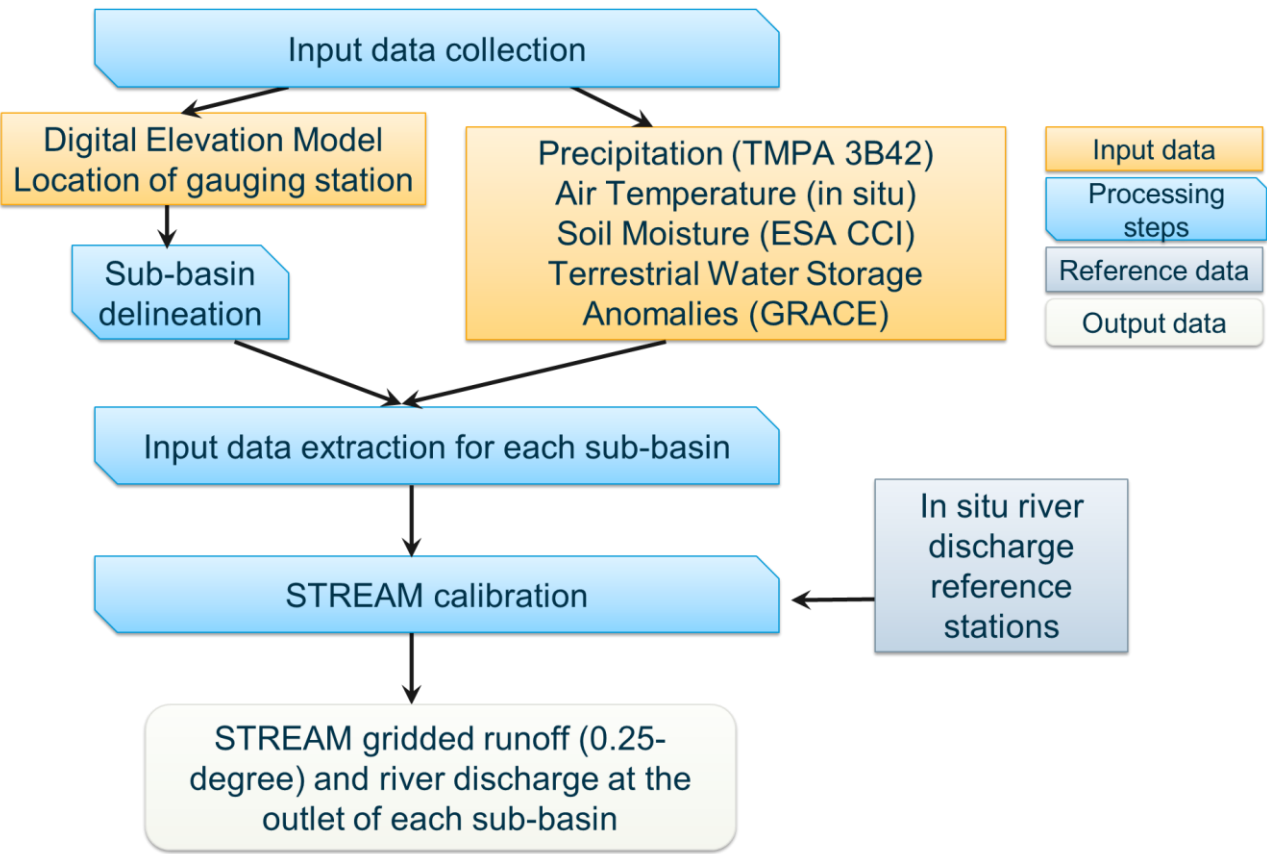 Input data collection
Digital Elevation Model
Location of gauging station
Precipitation (TMPA 3B42)
Air Temperature (in situ)
Soil Moisture (ESA CCI)
Terrestrial Water Storage
Anomalies (GRACE)
Input data
Processing
steps
Reference data
Output data
Sub-basin
delineation
Input data extraction for each sub-basin
STREAM calibration
In situ river
discharge
reference
stations
STREAM gridded runoff (0.25-
degree) and river discharge at the
outlet of each sub-basin